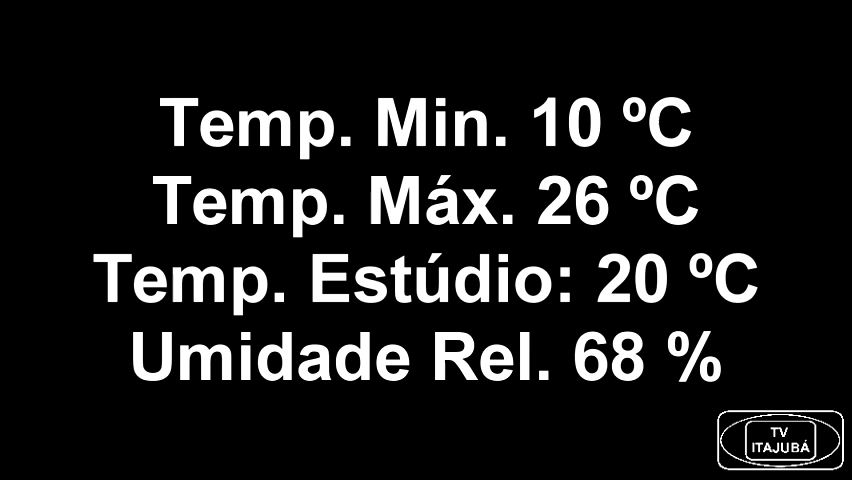 Temp. Min. 10 ºC
Temp. Máx. 26 ºC
Temp. Estúdio: 20 ºC
Umidade Rel. 68 %
TV
ITAJUBÁ